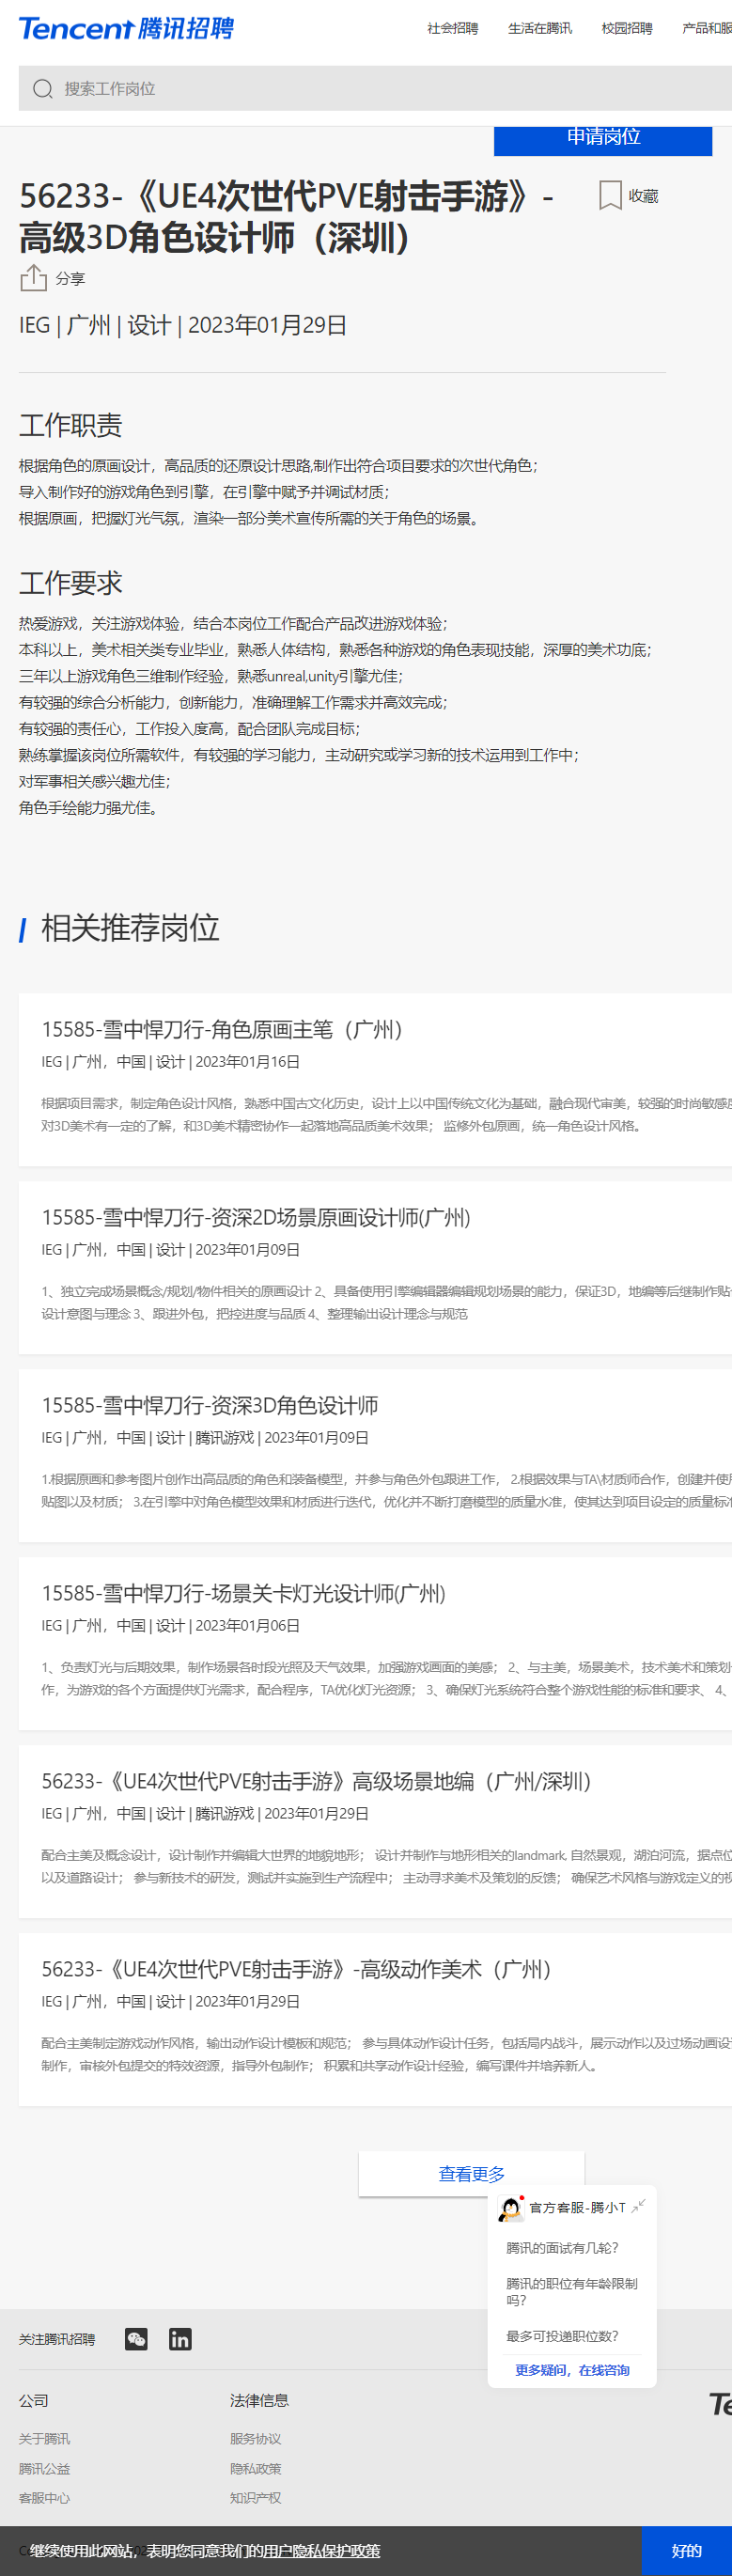 Tencent 腾讯招聘
社会招聘 生活在腾讯 校园招聘 产品和服
搜索工作岗位
申请岗位
56233-《UE4次世代PVE射击手游》-
高级3D角色设计师（深圳）
收藏
分享
IEG | 广州 | 设计 | 2023年01月29日
工作职责
根据角色的原画设计，高品质的还原设计思路,制作出符合项目要求的次世代角色；
导入制作好的游戏角色到引擎，在引擎中赋予并调试材质；
根据原画，把握灯光气氛，渲染一部分美术宣传所需的关于角色的场景。
工作要求
热爱游戏，关注游戏体验，结合本岗位工作配合产品改进游戏体验；
本科以上，美术相关类专业毕业，熟悉人体结构，熟悉各种游戏的角色表现技能，深厚的美术功底；
三年以上游戏角色三维制作经验，熟悉unreal,unity引擎尤佳；
有较强的综合分析能力，创新能力，准确理解工作需求并高效完成；
有较强的责任心，工作投入度高，配合团队完成目标；
熟练掌握该岗位所需软件，有较强的学习能力，主动研究或学习新的技术运用到工作中；
对军事相关感兴趣尤佳；
角色手绘能力强尤佳。
相关推荐岗位
15585-雪中悍刀行-角色原画主笔（广州）
IEG | 广州，中国 | 设计 | 2023年01月16日
根据项目需求，制定角色设计风格，熟悉中国古文化历史，设计上以中国传统文化为基础，融合现代审美，较强的时尚敏感度
对3D美术有一定的了解，和3D美术精密协作一起落地高品质美术效果； 监修外包原画，统一角色设计风格。
15585-雪中悍刀行-资深2D场景原画设计师(广州)
IEG | 广州，中国 | 设计 | 2023年01月09日
1、独立完成场景概念/规划/物件相关的原画设计 2、具备使用引擎编辑器编辑规划场景的能力，保证3D，地编等后继制作贴
设计意图与理念 3、跟进外包，把控进度与品质 4、整理输出设计理念与规范
15585-雪中悍刀行-资深3D角色设计师
IEG | 广州，中国 | 设计 | 腾讯游戏 | 2023年01月09日
1.根据原画和参考图片创作出高品质的角色和装备模型，并参与角色外包跟进工作， 2.根据效果与TA\材质师合作，创建并使用
贴图以及材质； 3.在引擎中对角色模型效果和材质进行迭代，优化并不断打磨模型的质量水准，使其达到项目设定的质量标准
15585-雪中悍刀行-场景关卡灯光设计师(广州)
IEG | 广州，中国 | 设计 | 2023年01月06日
1、负责灯光与后期效果，制作场景各时段光照及天气效果，加强游戏画面的美感； 2、与主美，场景美术，技术美术和策划
作，为游戏的各个方面提供灯光需求，配合程序，TA优化灯光资源； 3、确保灯光系统符合整个游戏性能的标准和要求、 4、
56233-《UE4次世代PVE射击手游》高级场景地编（广州/深圳）
IEG | 广州，中国 | 设计 | 腾讯游戏 | 2023年01月29日
配合主美及概念设计，设计制作并编辑大世界的地貌地形； 设计并制作与地形相关的landmark, 自然景观，湖泊河流，据点位
以及道路设计； 参与新技术的研发，测试并实施到生产流程中； 主动寻求美术及策划的反馈； 确保艺术风格与游戏定义的视
56233-《UE4次世代PVE射击手游》-高级动作美术（广州）
IEG | 广州，中国 | 设计 | 2023年01月29日
配合主美制定游戏动作风格，输出动作设计模板和规范； 参与具体动作设计任务，包括局内战斗，展示动作以及过场动画设
制作，审核外包提交的特效资源，指导外包制作； 积累和共享动作设计经验，编写课件并培养新人。
查看更多
官方客服-腾小T
腾讯的面试有几轮？
腾讯的职位有年龄限制
吗？
最多可投递职位数？
更多疑问，在线咨询
关注腾讯招聘
公司 法律信息
关于腾讯 服务协议
腾讯公益 隐私政策
客服中心 知识产权
继续使用此网站，表明您同意我们的用户隐私保护政策
好的